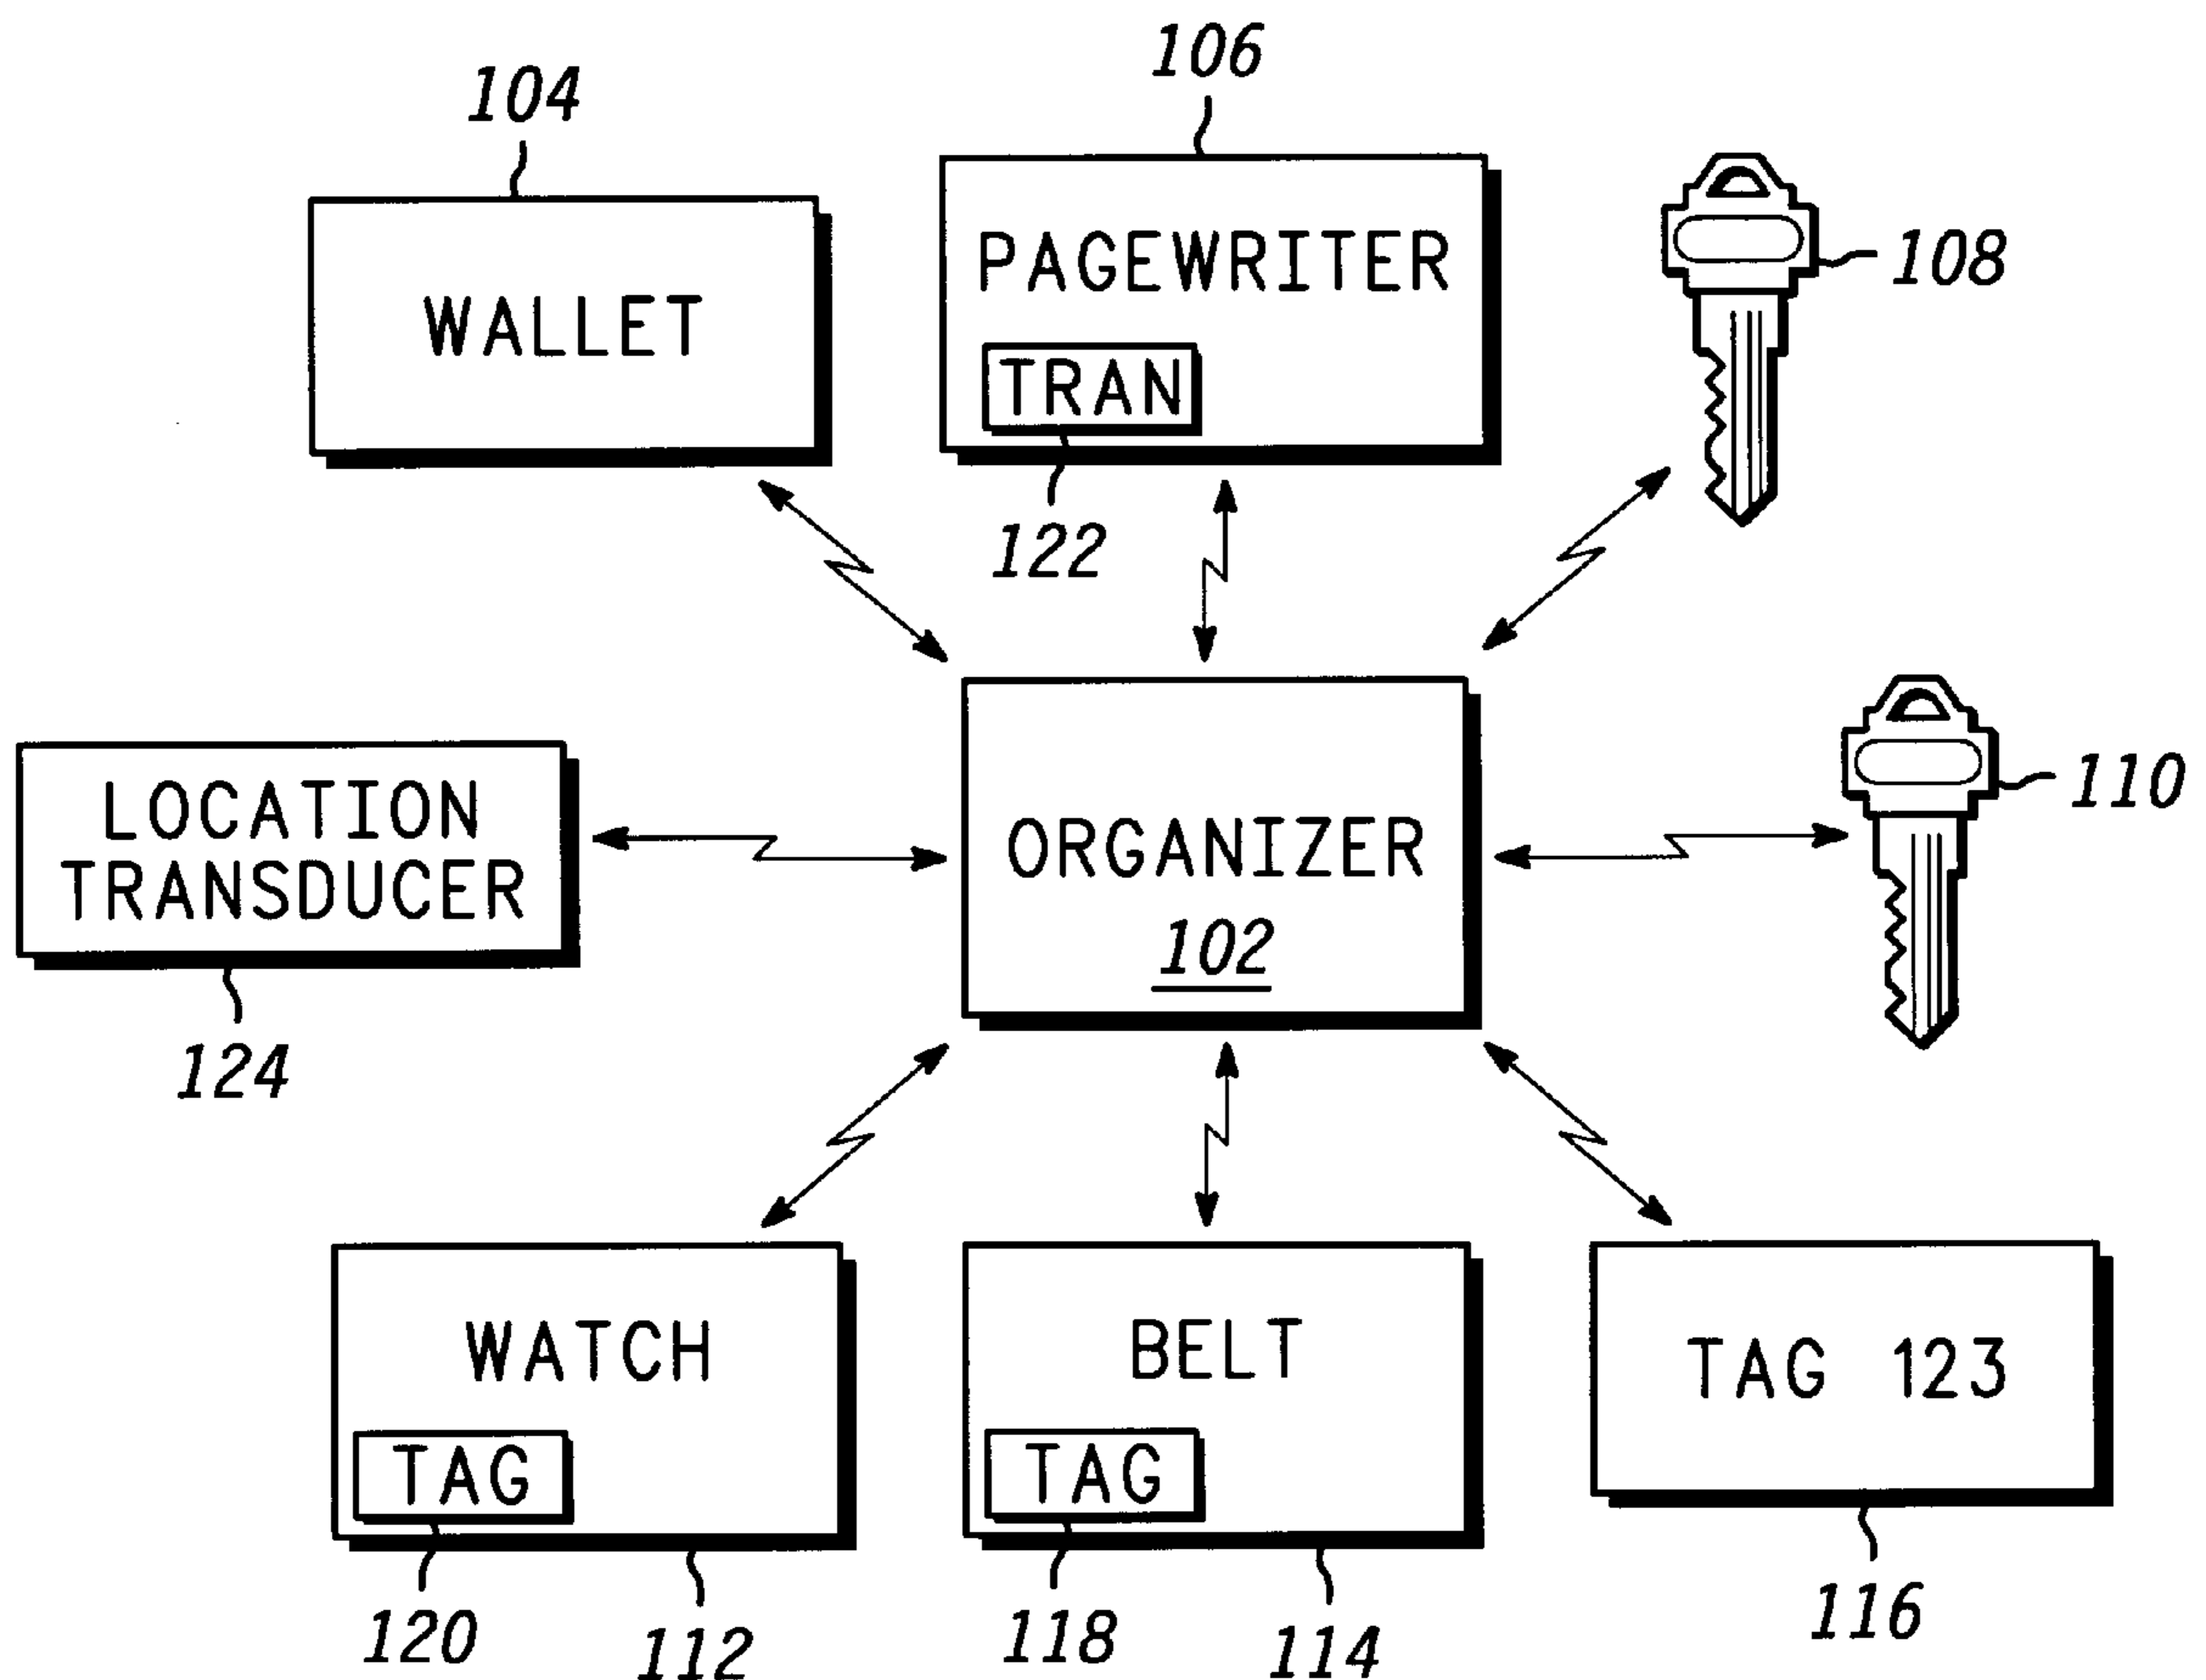 106
104
WALLET
PAGEWRITER
TRAN
108
122
LOCATION
TRANSDUCER
124
ORGANIZER
102
110
WATCH
TAG
120
112
BELT
TAG
118
114
TAG 123
116